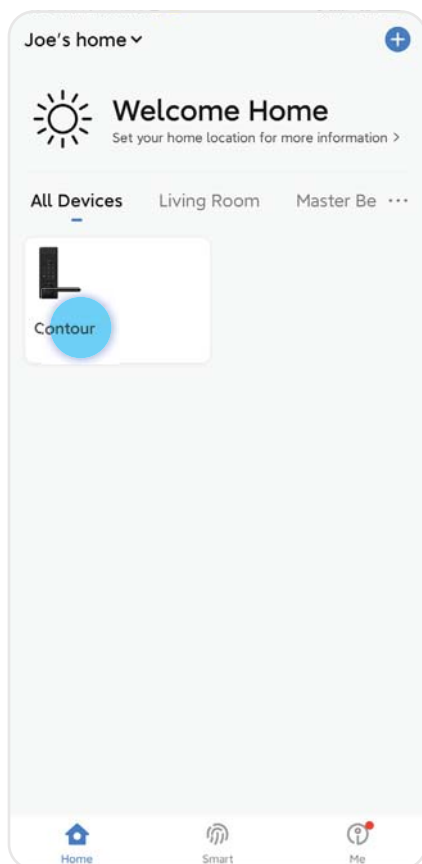 Joe's home
Welcome Home
Set your home location for more information >
All Devices Living Room Master Be ...
Contour
Home Smart Me